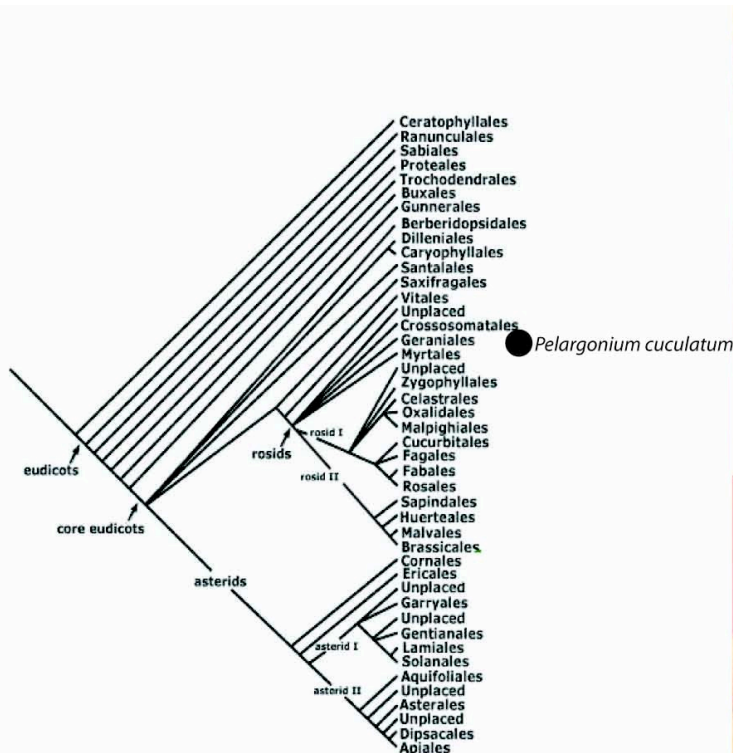 Ceratophyllales
Ranunculales
Sabiales
Proteales
Trochodendrales
Buxales
Gunnerales
Berberidopsidales
Dilleniales
Caryophyllales
Santalales
Saxifragales
Vitales
Unplaced
Crossosomatales
Geraniales
Pelargonium cuculatum
Myrtales
Unplaced
Zygophyllales
Celastrales
Oxalidales
Malpighiales
rosid I
Cucurbitales
rosids
Fagales
eudicots
Fabales
rosid II
Rosales
Sapindales
Huerteales
core eudicots
Malvales
Brassicales
Cornales
asterids
Ericales
Unplaced
Garryales
Unplaced
Gentianales
asterid I
Lamiales
Solanales
Aquifoliales
asterid II
Unplaced
Asterales
Unplaced
Dipsacales
Apiales